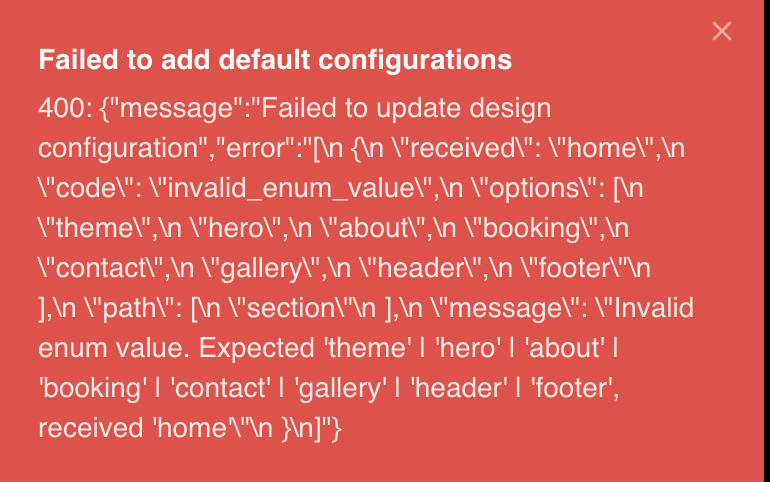 Failed to add default configurations
400: {"message":"Failed to update design
configuration","error":"[\n {\n \"received\": \"home\",\n
\"code\": \"invalid_enum_value\",\n \"options\": [\n
\"theme\",\n \"hero\",\n \"about\",\n \"booking\",\n
\"contact\",\n \"gallery\",\n \"header\",\n \"footer\"\n
],\n \"path\": [\n \"section\"\n ],\n \"message\": \"Invalid
enum value. Expected 'theme' | 'hero' | 'about' |
'booking' | 'contact' | 'gallery' | 'header' | 'footer',
received 'home'\"\n }\n]"}